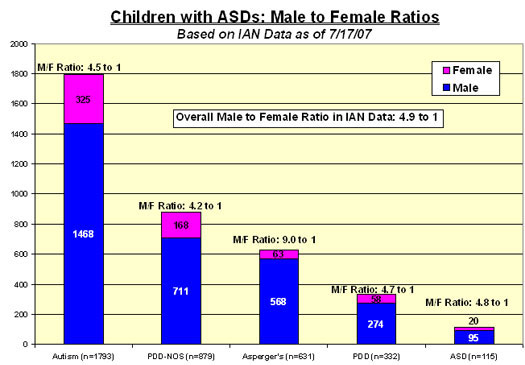 Children with ASDs: Male to Female Ratios
Based on IAN Data as of 7/17/07
2000
1800
1600
1400
1200
1000
800
600
400
200
0
M/F Ratio: 4.5 to 1
325
1468
M/F Ratio: 4.2 to 1
168
711
M/F Ratio: 9.0 to 1
63
568
M/F Ratio: 4.7 to 1
58
274
M/F Ratio: 4.8 to 1
20
95
Female
Male
Overall Male to Female Ratio in IAN Data: 4.9 to 1
Autism (n=1793)
PDD-NOS (n=879)
Asperger's (n=631)
PDD (n=332)
ASD (n=115)